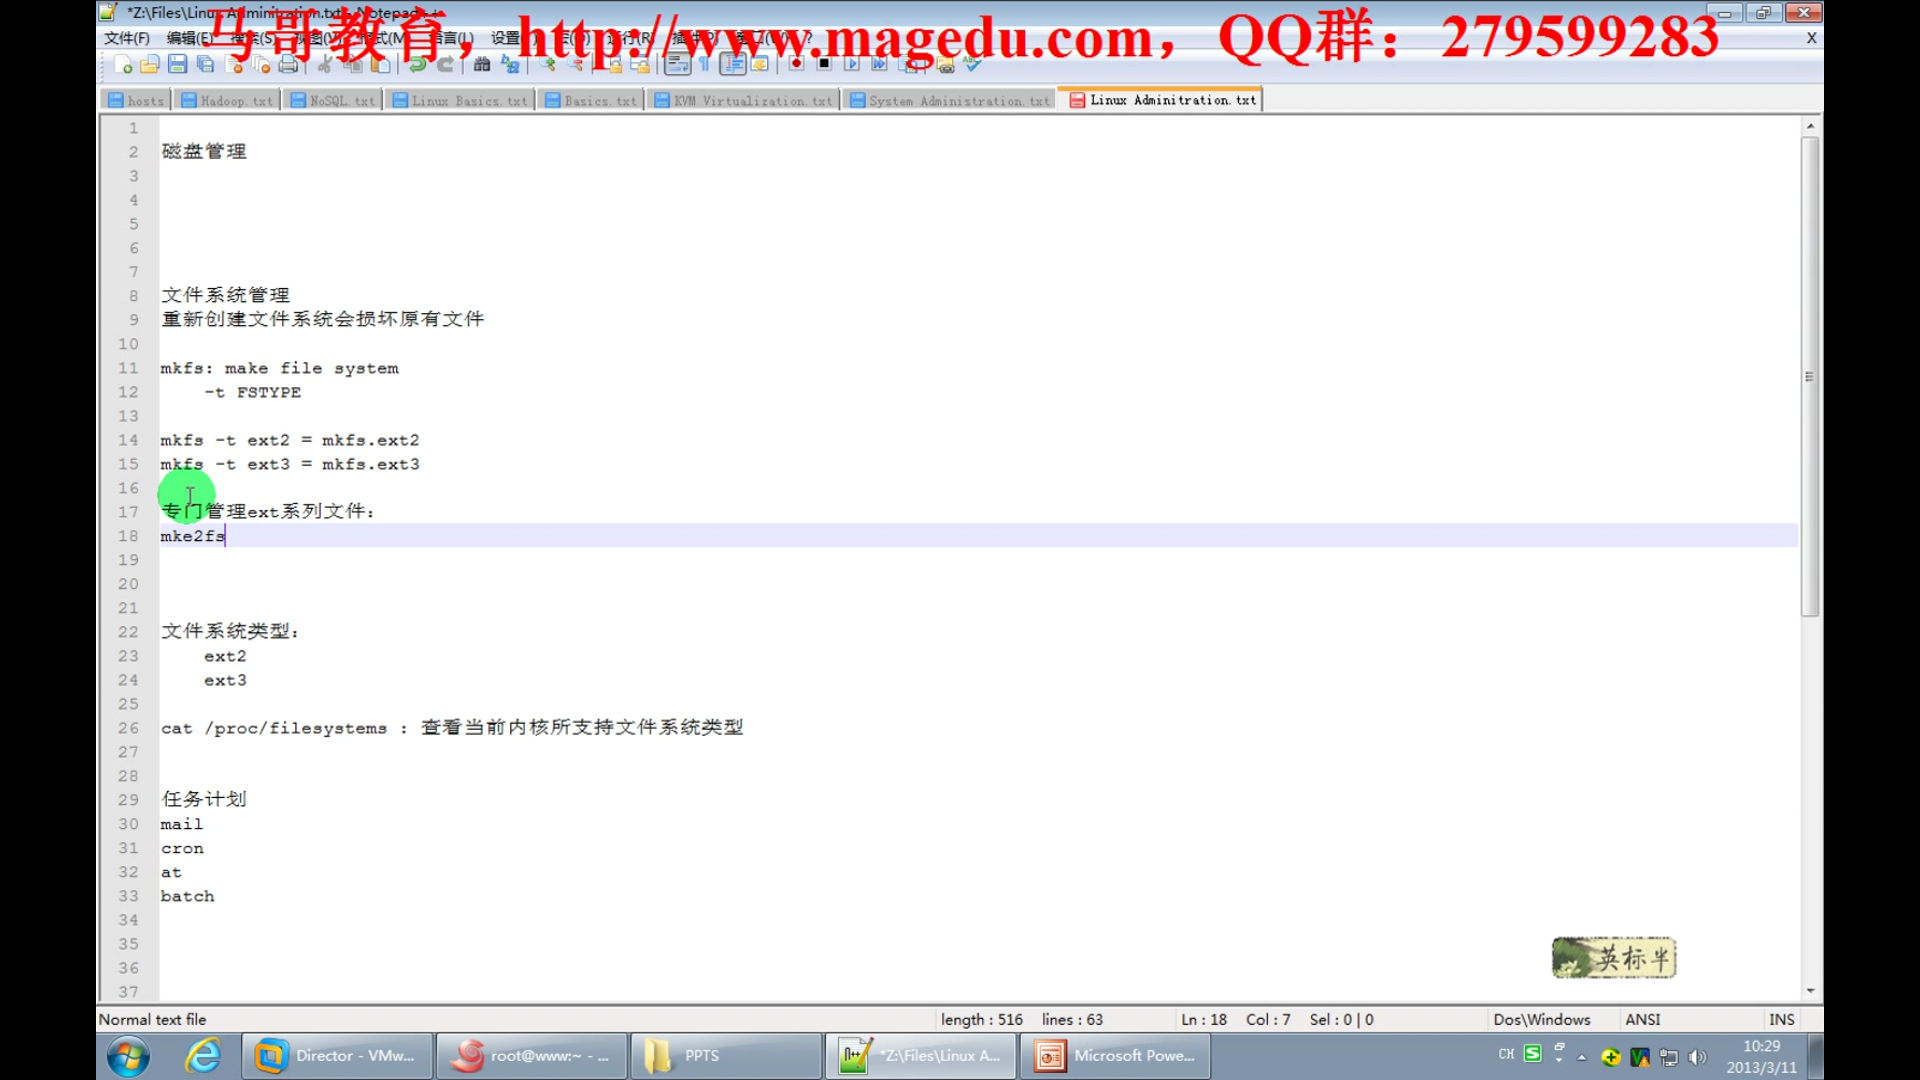 *Z:\Files\Linux Adminitration.txt - Notepad++
马哥教育，http://www.magedu.com，QQ群：279599283
文件(F) 编辑(E) 搜索(S) 视图(V) 格式(M) 语言(L) 设置 运行(R) ? X
hosts Hadoop.txt NoSQL.txt Linux Basics.txt Basics.txt KVM Virtualization.txt System Administration.txt Linux Adminitration.txt
1
2 磁盘管理
3
4
5
6
7
8 文件系统管理
9 重新创建文件系统会损坏原有文件
10
11 mkfs: make file system
12 -t FSTYPE
13
14 mkfs -t ext2 = mkfs.ext2
15 mkfs -t ext3 = mkfs.ext3
16
17 专门管理ext系列文件：
18 mke2fs
19
20
21
22 文件系统类型：
23 ext2
24 ext3
25
26 cat /proc/filesystems : 查看当前内核所支持文件系统类型
27
28
29 任务计划
30 mail
31 cron
32 at
33 batch
34
35
36
37
英标半
Normal text file length : 516 lines : 63 Ln : 18 Col : 7 Sel : 0 | 0 Dos\Windows ANSI INS
Director - VMw... root@www:~ - ... PPTS *Z:\Files\Linux A... Microsoft Powe... CH 10:29
2013/3/11